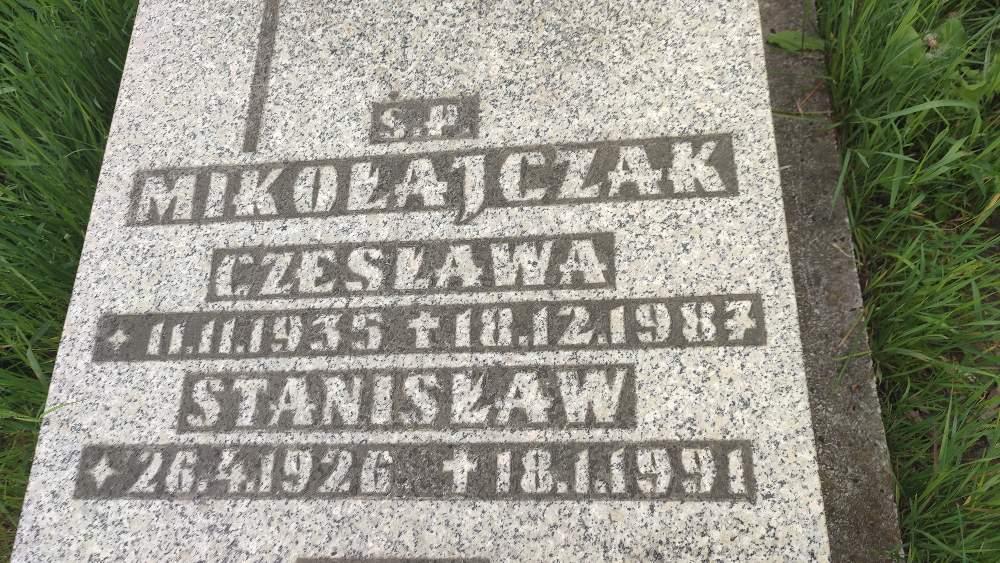 Ś.P
MIKOŁAJCZAK
CZESŁAWA
* 11.11.1935 † 18.12.1987
STANISŁAW
* 26.4.1926 † 18.1.1991